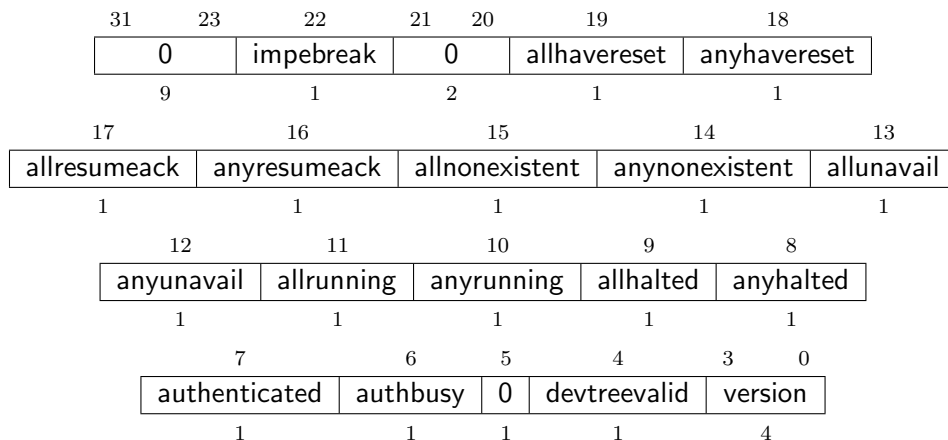 31 23 22 21 20 19 18
0 impebreak 0 allhavereset anyhavereset
9 1 2 1 1
17 16 15 14 13
allresumeack anyresumeack allnonexistent anynonexistent allunavail
1 1 1 1 1
12 11 10 9 8
anyunavail allrunning anyrunning allhalted anyhalted
1 1 1 1 1
7 6 5 4 3 0
authenticated authbusy 0 devtreevalid version
1 1 1 1 4